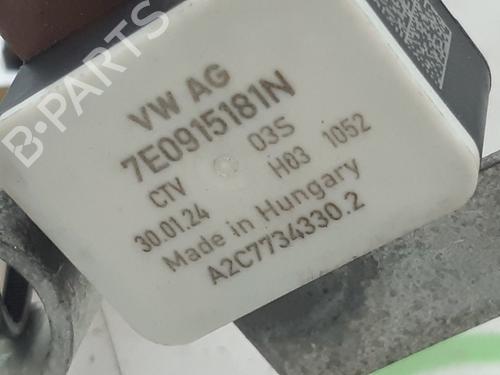 VW AG
7E0915181N
CTV 03S
30.01.24 H03 1052
Made in Hungary
A2C7734330.2
B-PARTS